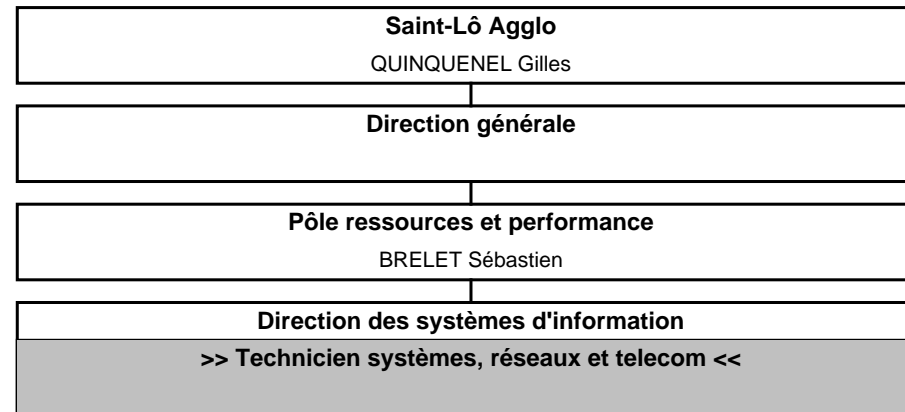 Saint-Lô Agglo
QUINQUENEL Gilles
Direction générale
Pôle ressources et performance
BRELET Sébastien
Direction des systèmes d'information
>> Technicien systèmes, réseaux et telecom <<